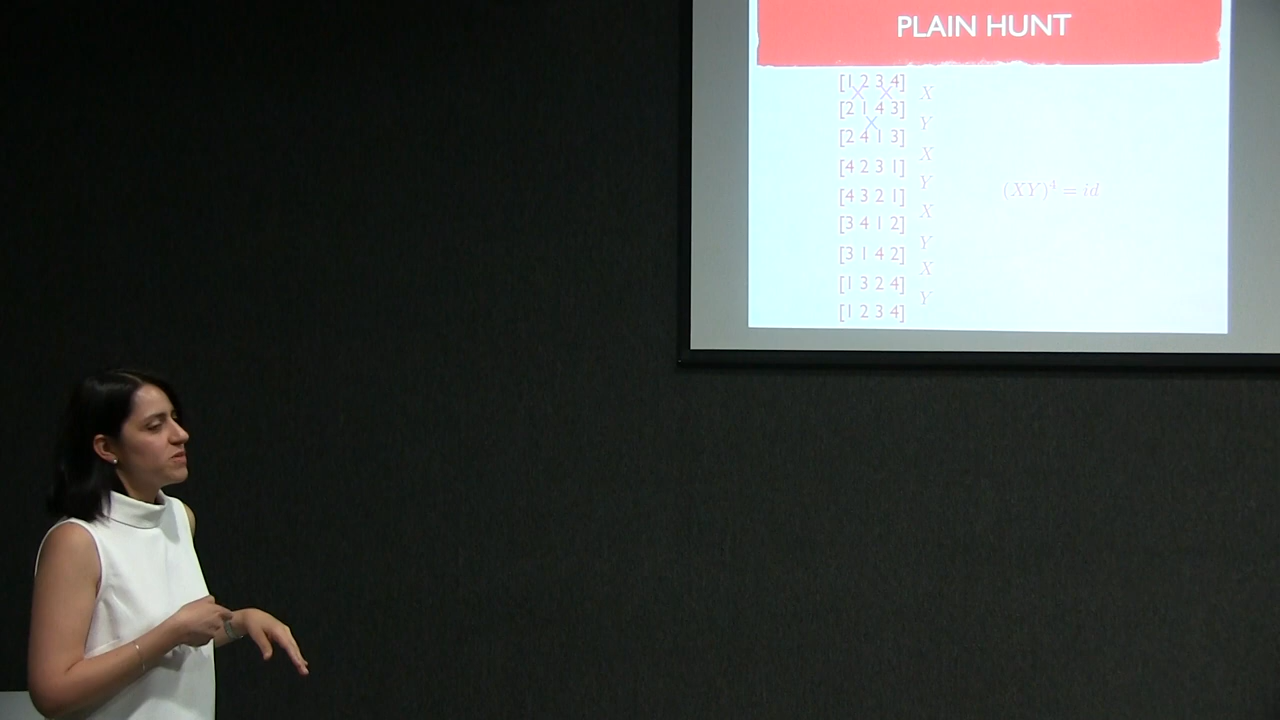 PLAIN HUNT
[1 2 3 4]
X
[2 1 4 3]
Y
[2 4 1 3]
X
[4 2 3 1]
Y
[4 3 2 1]
X
[3 4 1 2]
Y
[3 1 4 2]
X
[1 3 2 4]
Y
[1 2 3 4]
(XY)⁴ = id